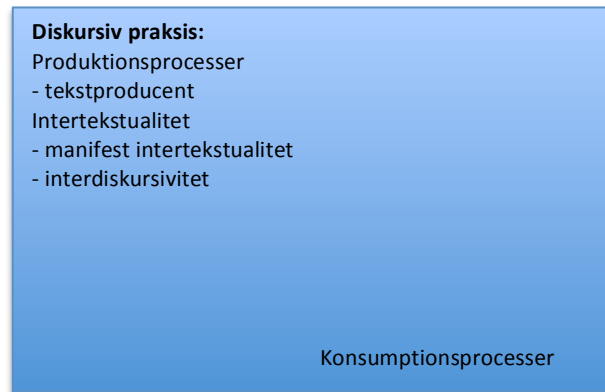 Diskursiv praksis:
Produktionsprocesser
- tekstproducent
Intertekstualitet
- manifest intertekstualitet
- interdiskursivitet
Konsumptionsprocesser